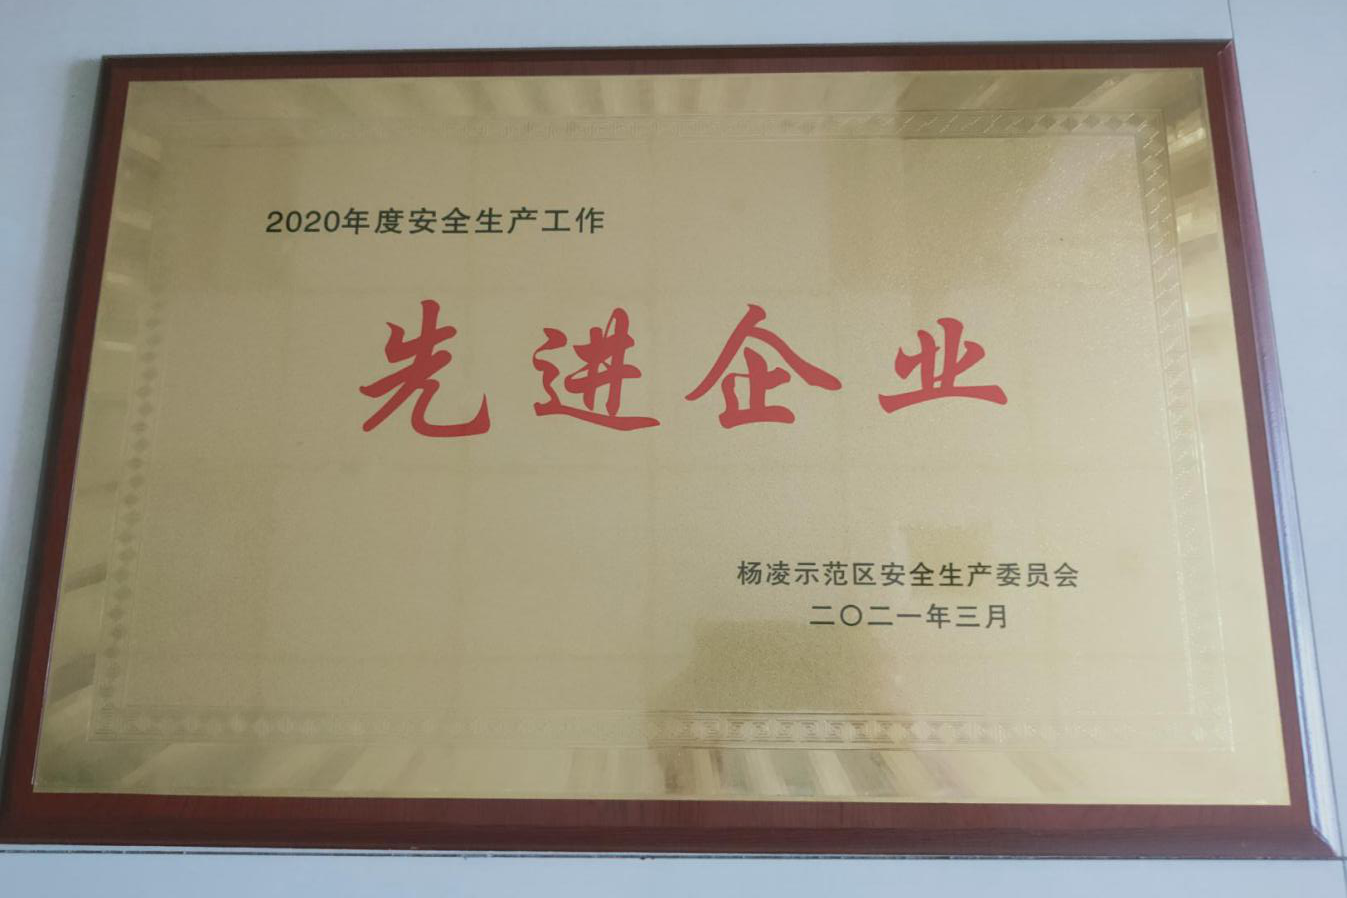 2020年度安全生产工作
先进企业
杨凌示范区安全生产委员会
二〇二一年三月